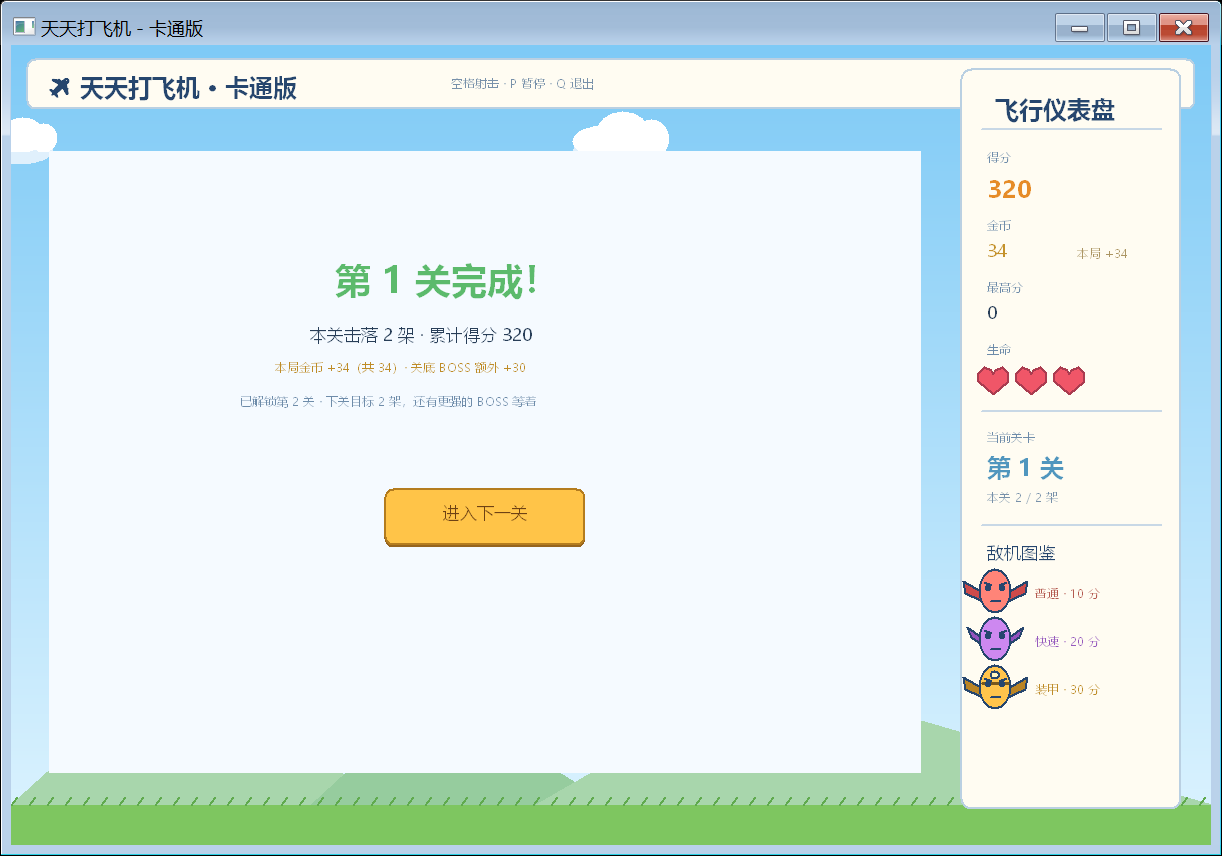 天天打飞机 - 卡通版
天天打飞机 · 卡通版
空格射击 · P 暂停 · Q 退出
第 1 关完成!
本关击落 2 架 · 累计得分 320
本局金币 +34（共 34）· 关底 BOSS 额外 +30
已解锁第 2 关 · 下关目标 2 架，还有更强的 BOSS 等着
进入下一关
飞行仪表盘
得分
320
金币
34 本局 +34
最高分
0
生命
当前关卡
第 1 关
本关 2 / 2 架
敌机图鉴
普通 · 10 分
快速 · 20 分
装甲 · 30 分